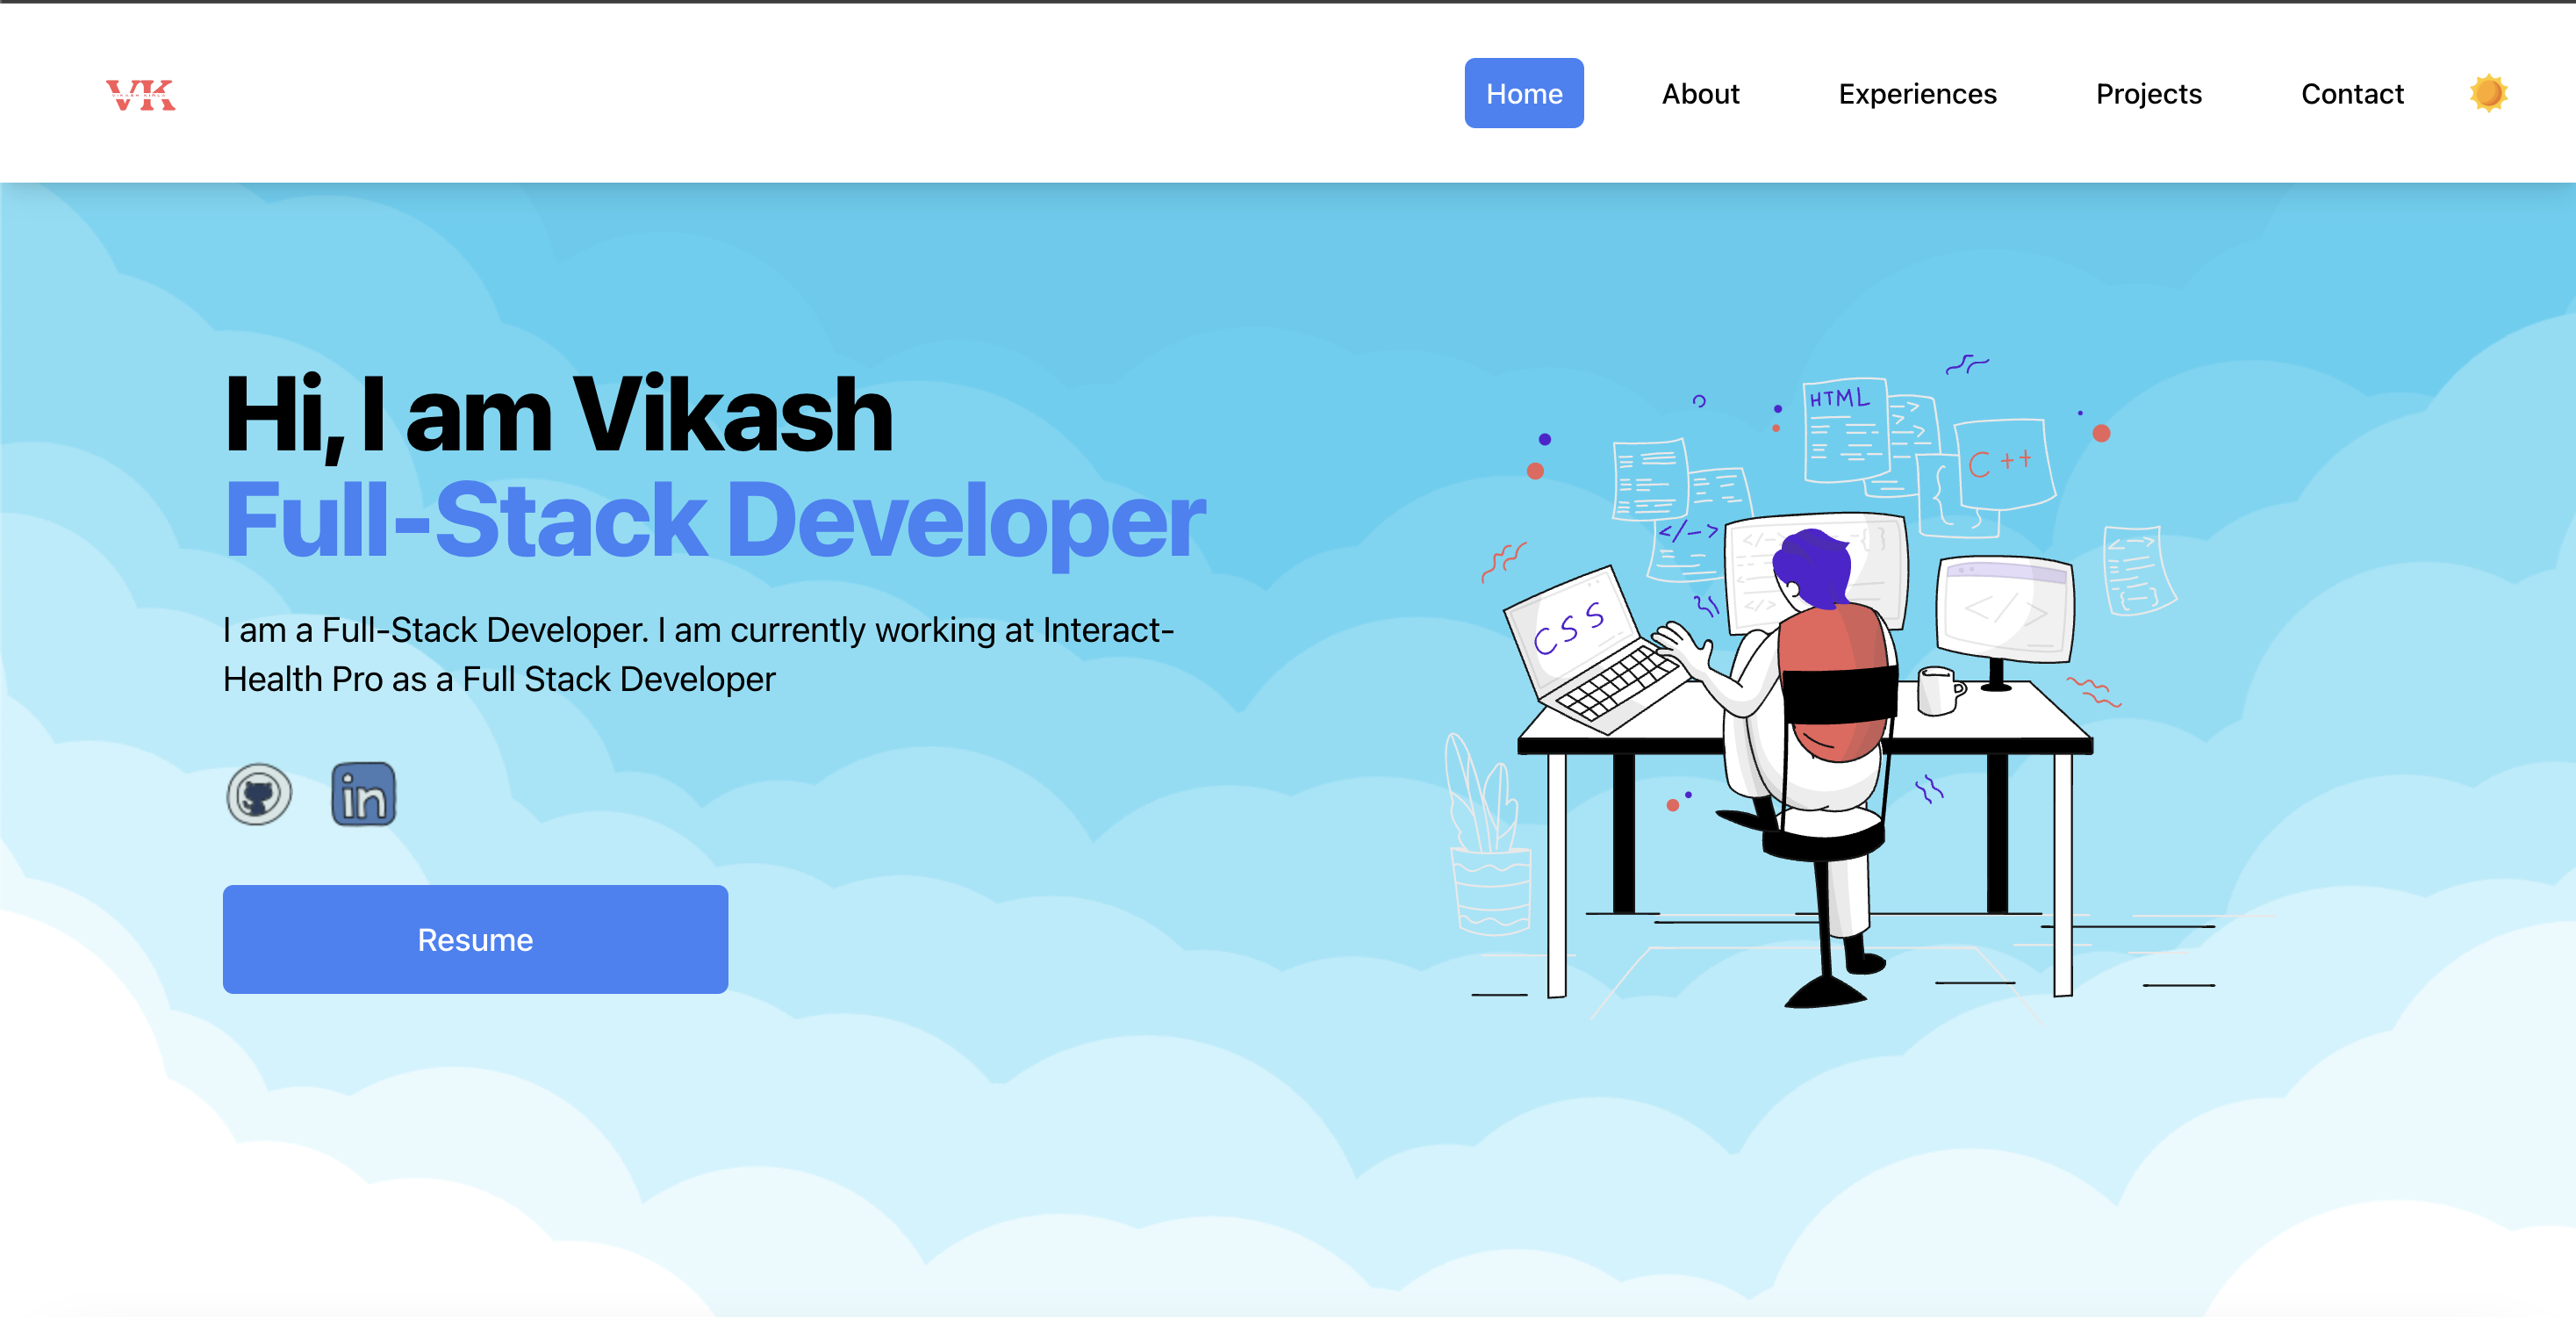 VK
Home
About
Experiences
Projects
Contact
Hi, I am Vikash
Full-Stack Developer
I am a Full-Stack Developer. I am currently working at Interact-
Health Pro as a Full Stack Developer
in
Resume
HTML
C++
</-->
CSS
</>
</>
</>